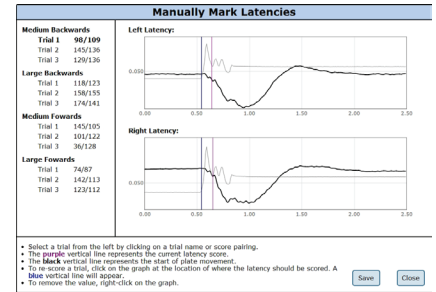 Manually Mark Latencies
Medium Backwards
Trial 1 98/109
Trial 2 145/136
Trial 3 129/136
Large Backwards
Trial 1 118/123
Trial 2 158/155
Trial 3 174/141
Medium Fowards
Trial 1 145/105
Trial 2 101/122
Trial 3 36/128
Large Fowards
Trial 1 74/87
Trial 2 142/113
Trial 3 123/112
Left Latency:
0.050
0.00 0.50 1.00 1.50 2.00 2.50
Right Latency:
0.050
0.00 0.50 1.00 1.50 2.00 2.50
• Select a trial from the left by clicking on a trial name or score pairing.
• The purple vertical line represents the current latency score.
• The black vertical line represents the start of plate movement.
• To re-score a trial, click on the graph at the location of where the latency should be scored. A
blue vertical line will appear.
• To remove the value, right-click on the graph.
Save Close